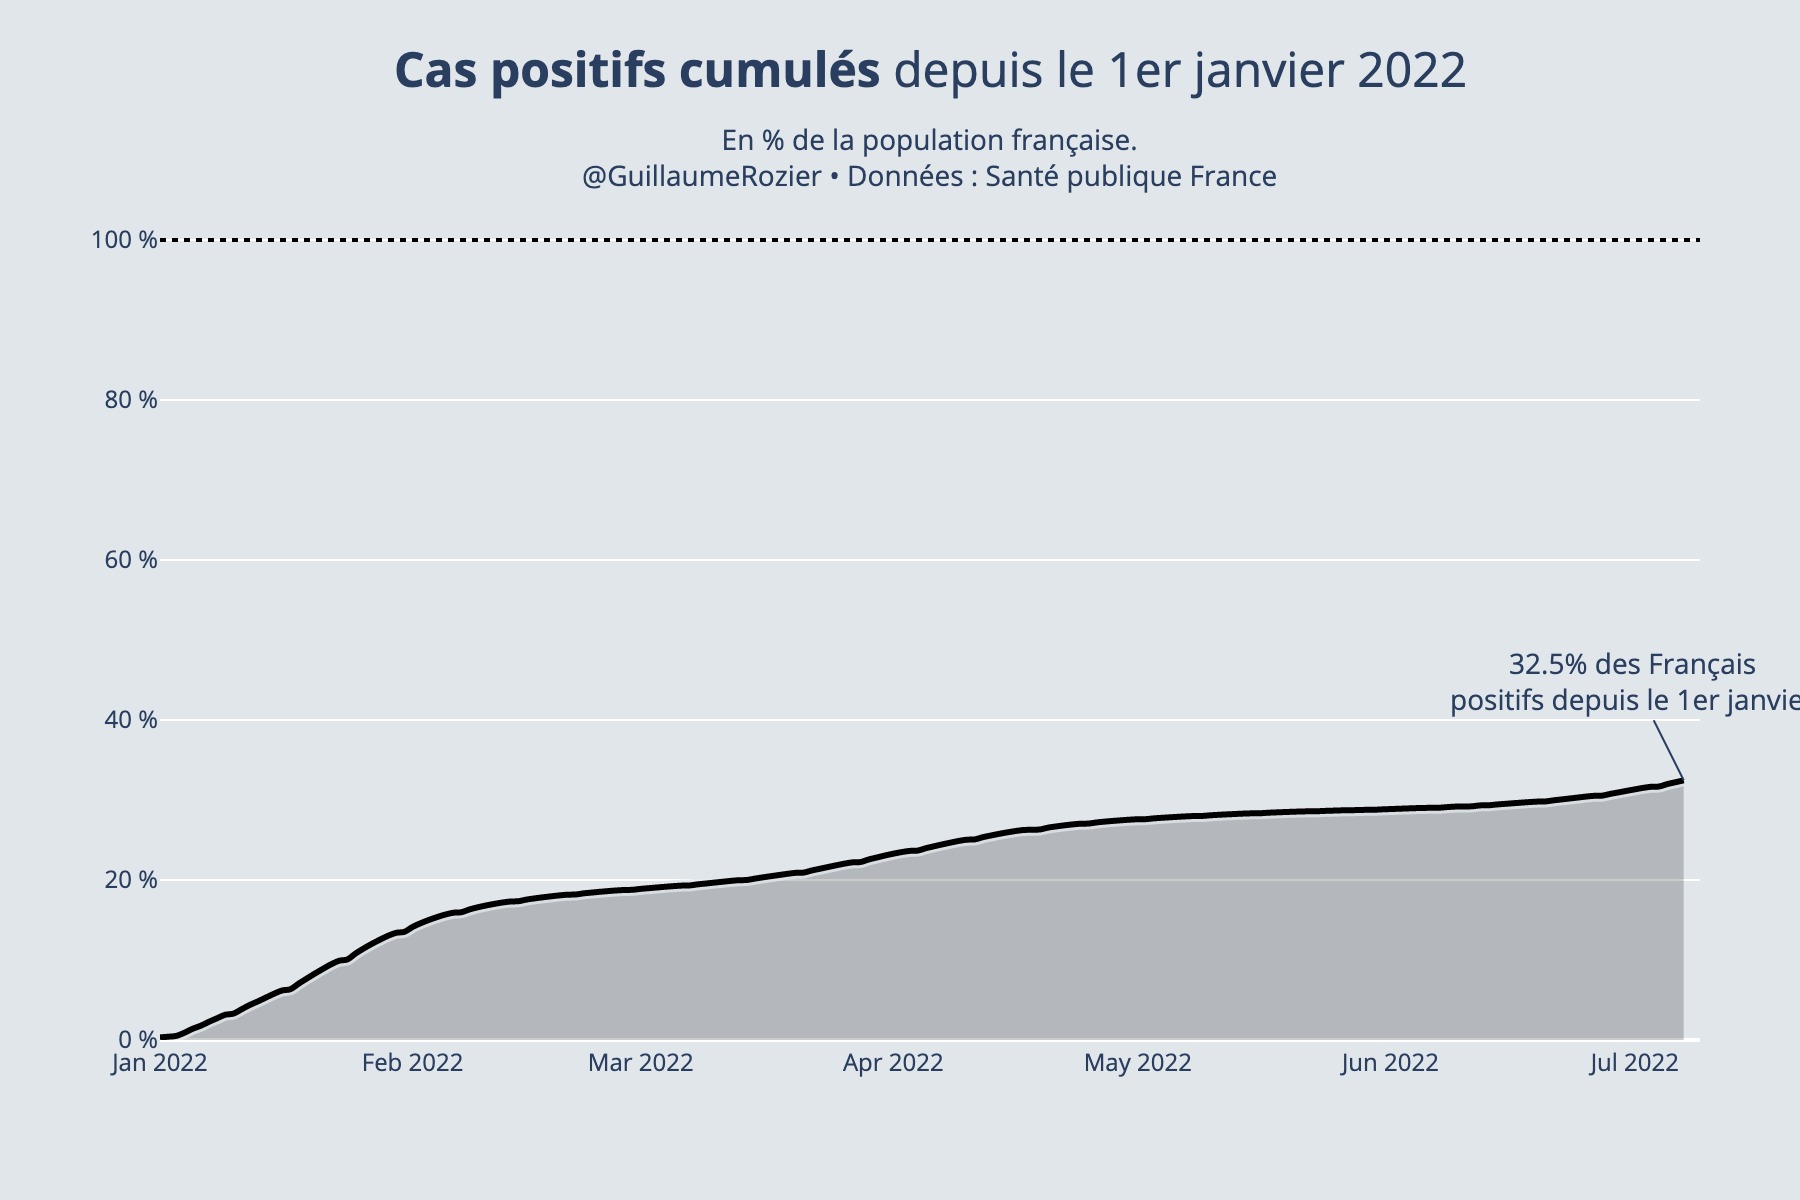 Cas positifs cumulés depuis le 1er janvier 2022
En % de la population française.
@GuillaumeRozier • Données : Santé publique France
100 %
80 %
60 %
32.5% des Français
positifs depuis le 1er janvie
40 %
20 %
0 %
Jan 2022
Feb 2022
Mar 2022
Apr 2022
May 2022
Jun 2022
Jul 2022